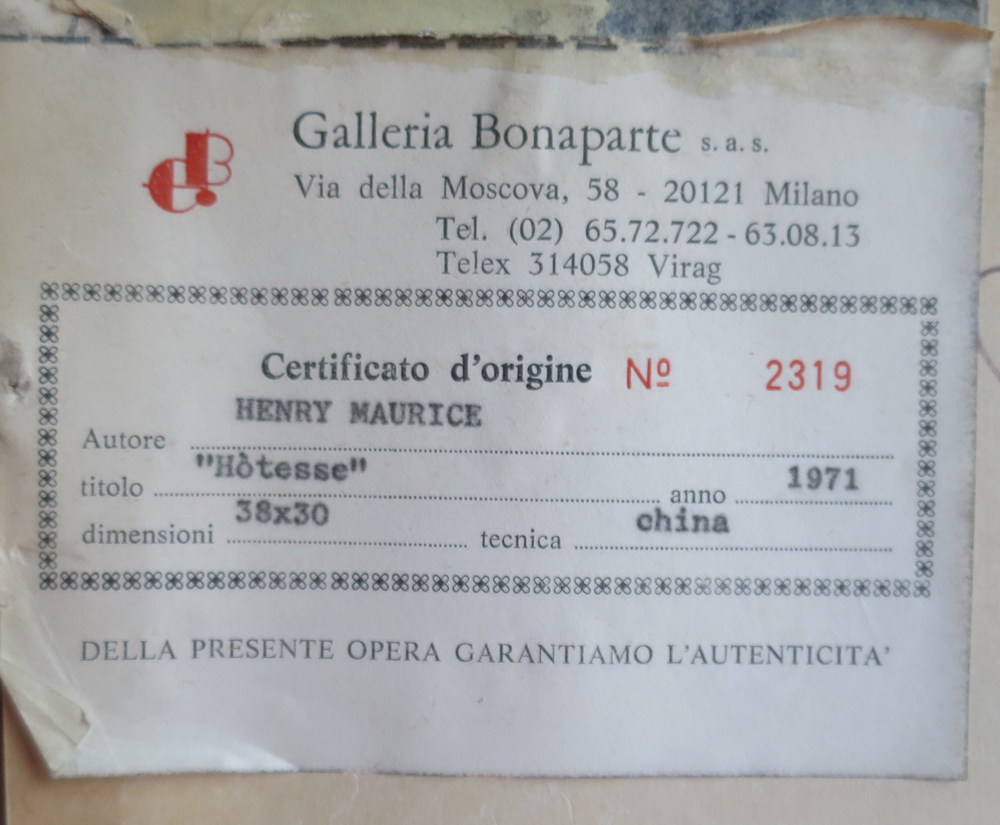 Galleria Bonaparte s. a. s.
Via della Moscova, 58 - 20121 Milano
Tel. (02) 65.72.722 - 63.08.13
Telex 314058 Virag
Certificato d'origine Nº 2319
HENRY MAURICE
Autore
"Hòtesse" 1971
titolo anno
38x30 china
dimensioni tecnica
DELLA PRESENTE OPERA GARANTIAMO L'AUTENTICITA'